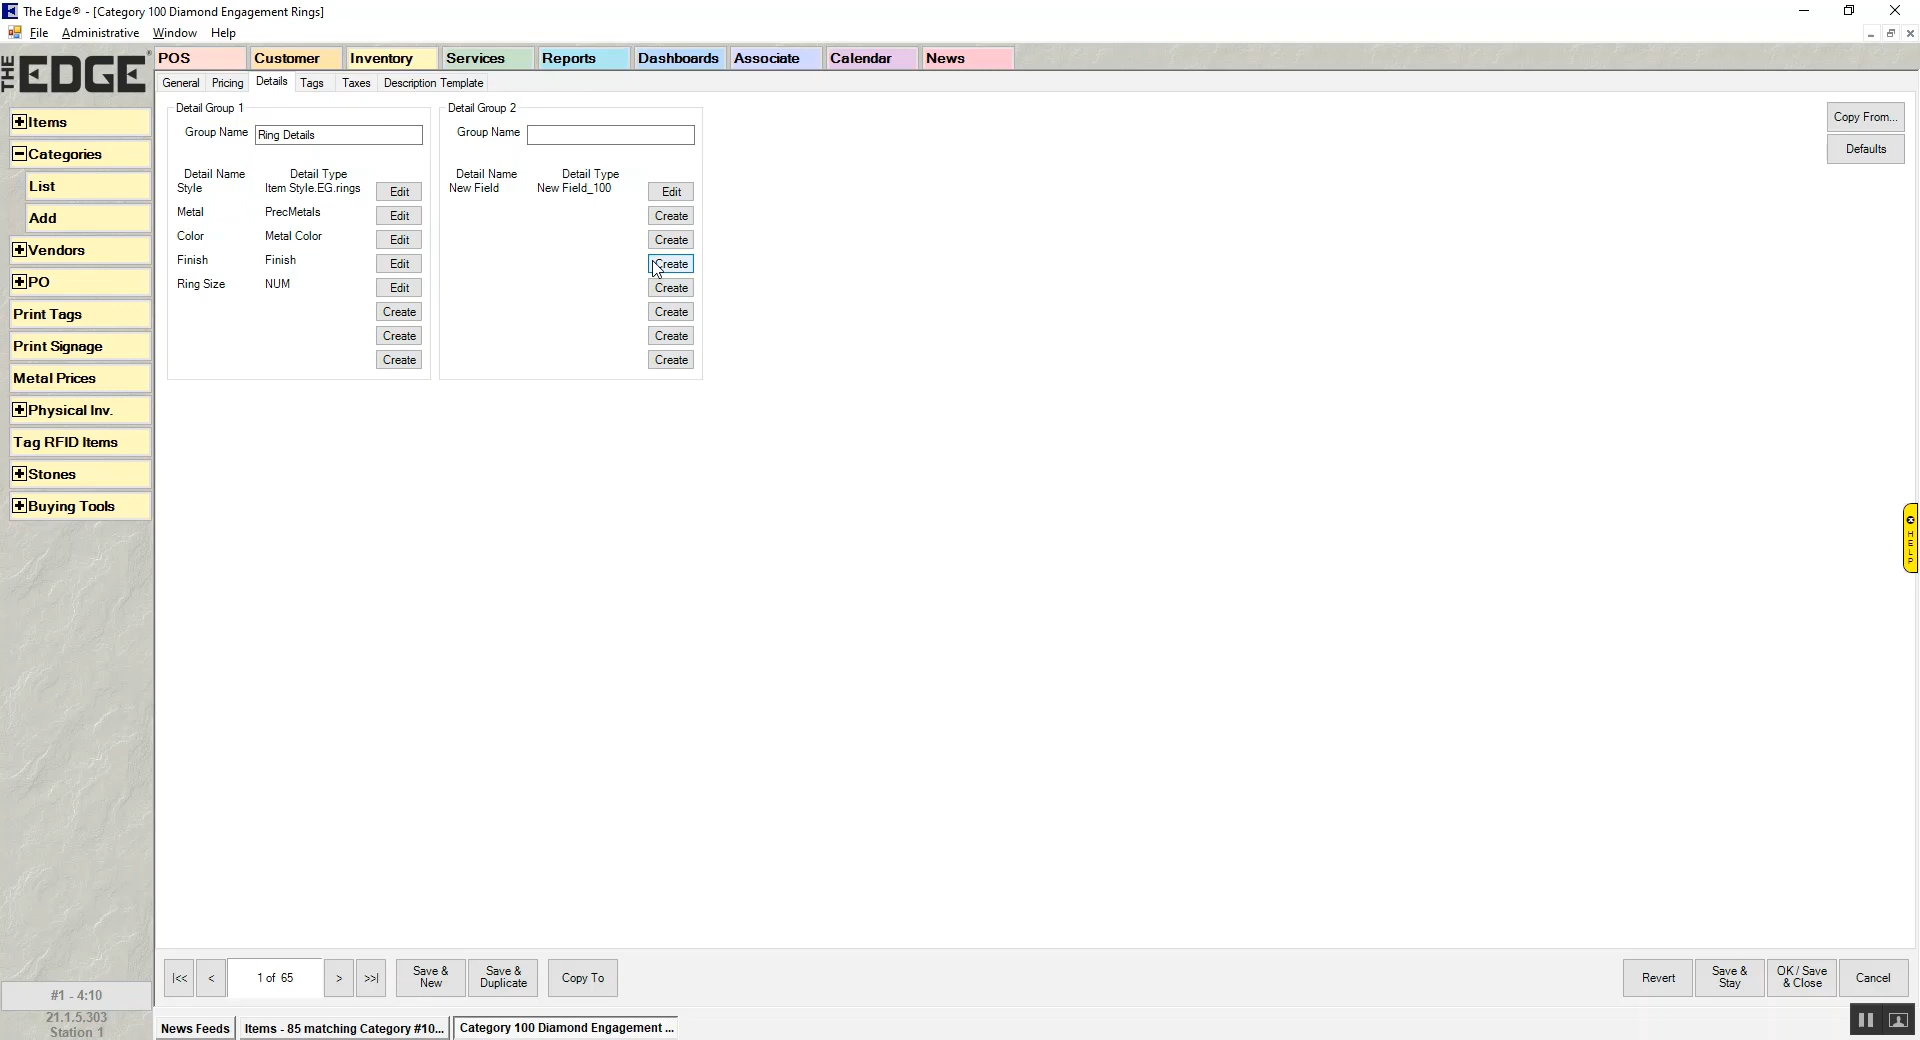 The Edge® - [Category 100 Diamond Engagement Rings]
File Administrative Window Help
THE EDGE®
POS Customer Inventory Services Reports Dashboards Associate Calendar News
General Pricing Details Tags Taxes Description Template
Detail Group 1 Detail Group 2
Group Name Ring Details Group Name
Copy From...
Defaults
Detail Name Detail Type Detail Name Detail Type
Style Item Style.EG.rings Edit New Field New Field_100 Edit
Metal PrecMetals Edit Create
Color Metal Color Edit Create
Finish Finish Edit Create
Ring Size NUM Edit Create
Create Create
Create Create
Create Create
Items
Categories
List
Add
Vendors
PO
Print Tags
Print Signage
Metal Prices
Physical Inv.
Tag RFID Items
Stones
Buying Tools
HELP
|<< < 1 of 65 > >>| Save & New Save & Duplicate Copy To Revert Save & Stay OK / Save & Close Cancel
#1 - 4:10
21.1.5.303
Station 1
News Feeds Items - 85 matching Category #10... Category 100 Diamond Engagement ...